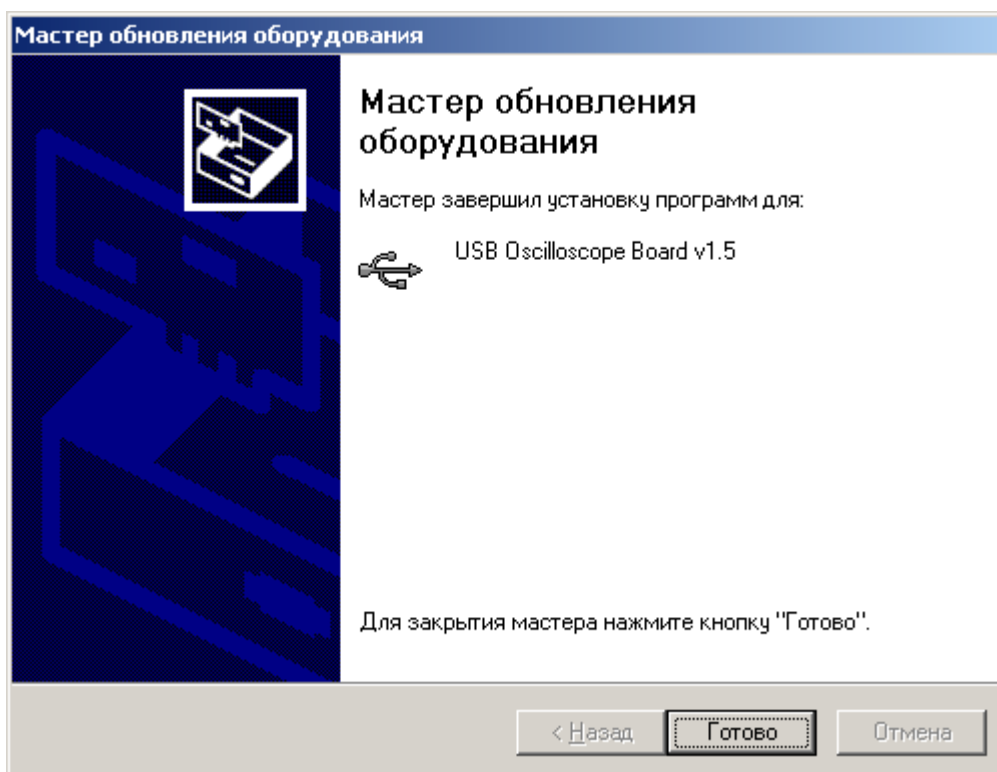 Мастер обновления оборудования
Мастер обновления
оборудования
Мастер завершил установку программ для:
USB Oscilloscope Board v1.5
Для закрытия мастера нажмите кнопку "Готово".
< Назад
Готово
Отмена